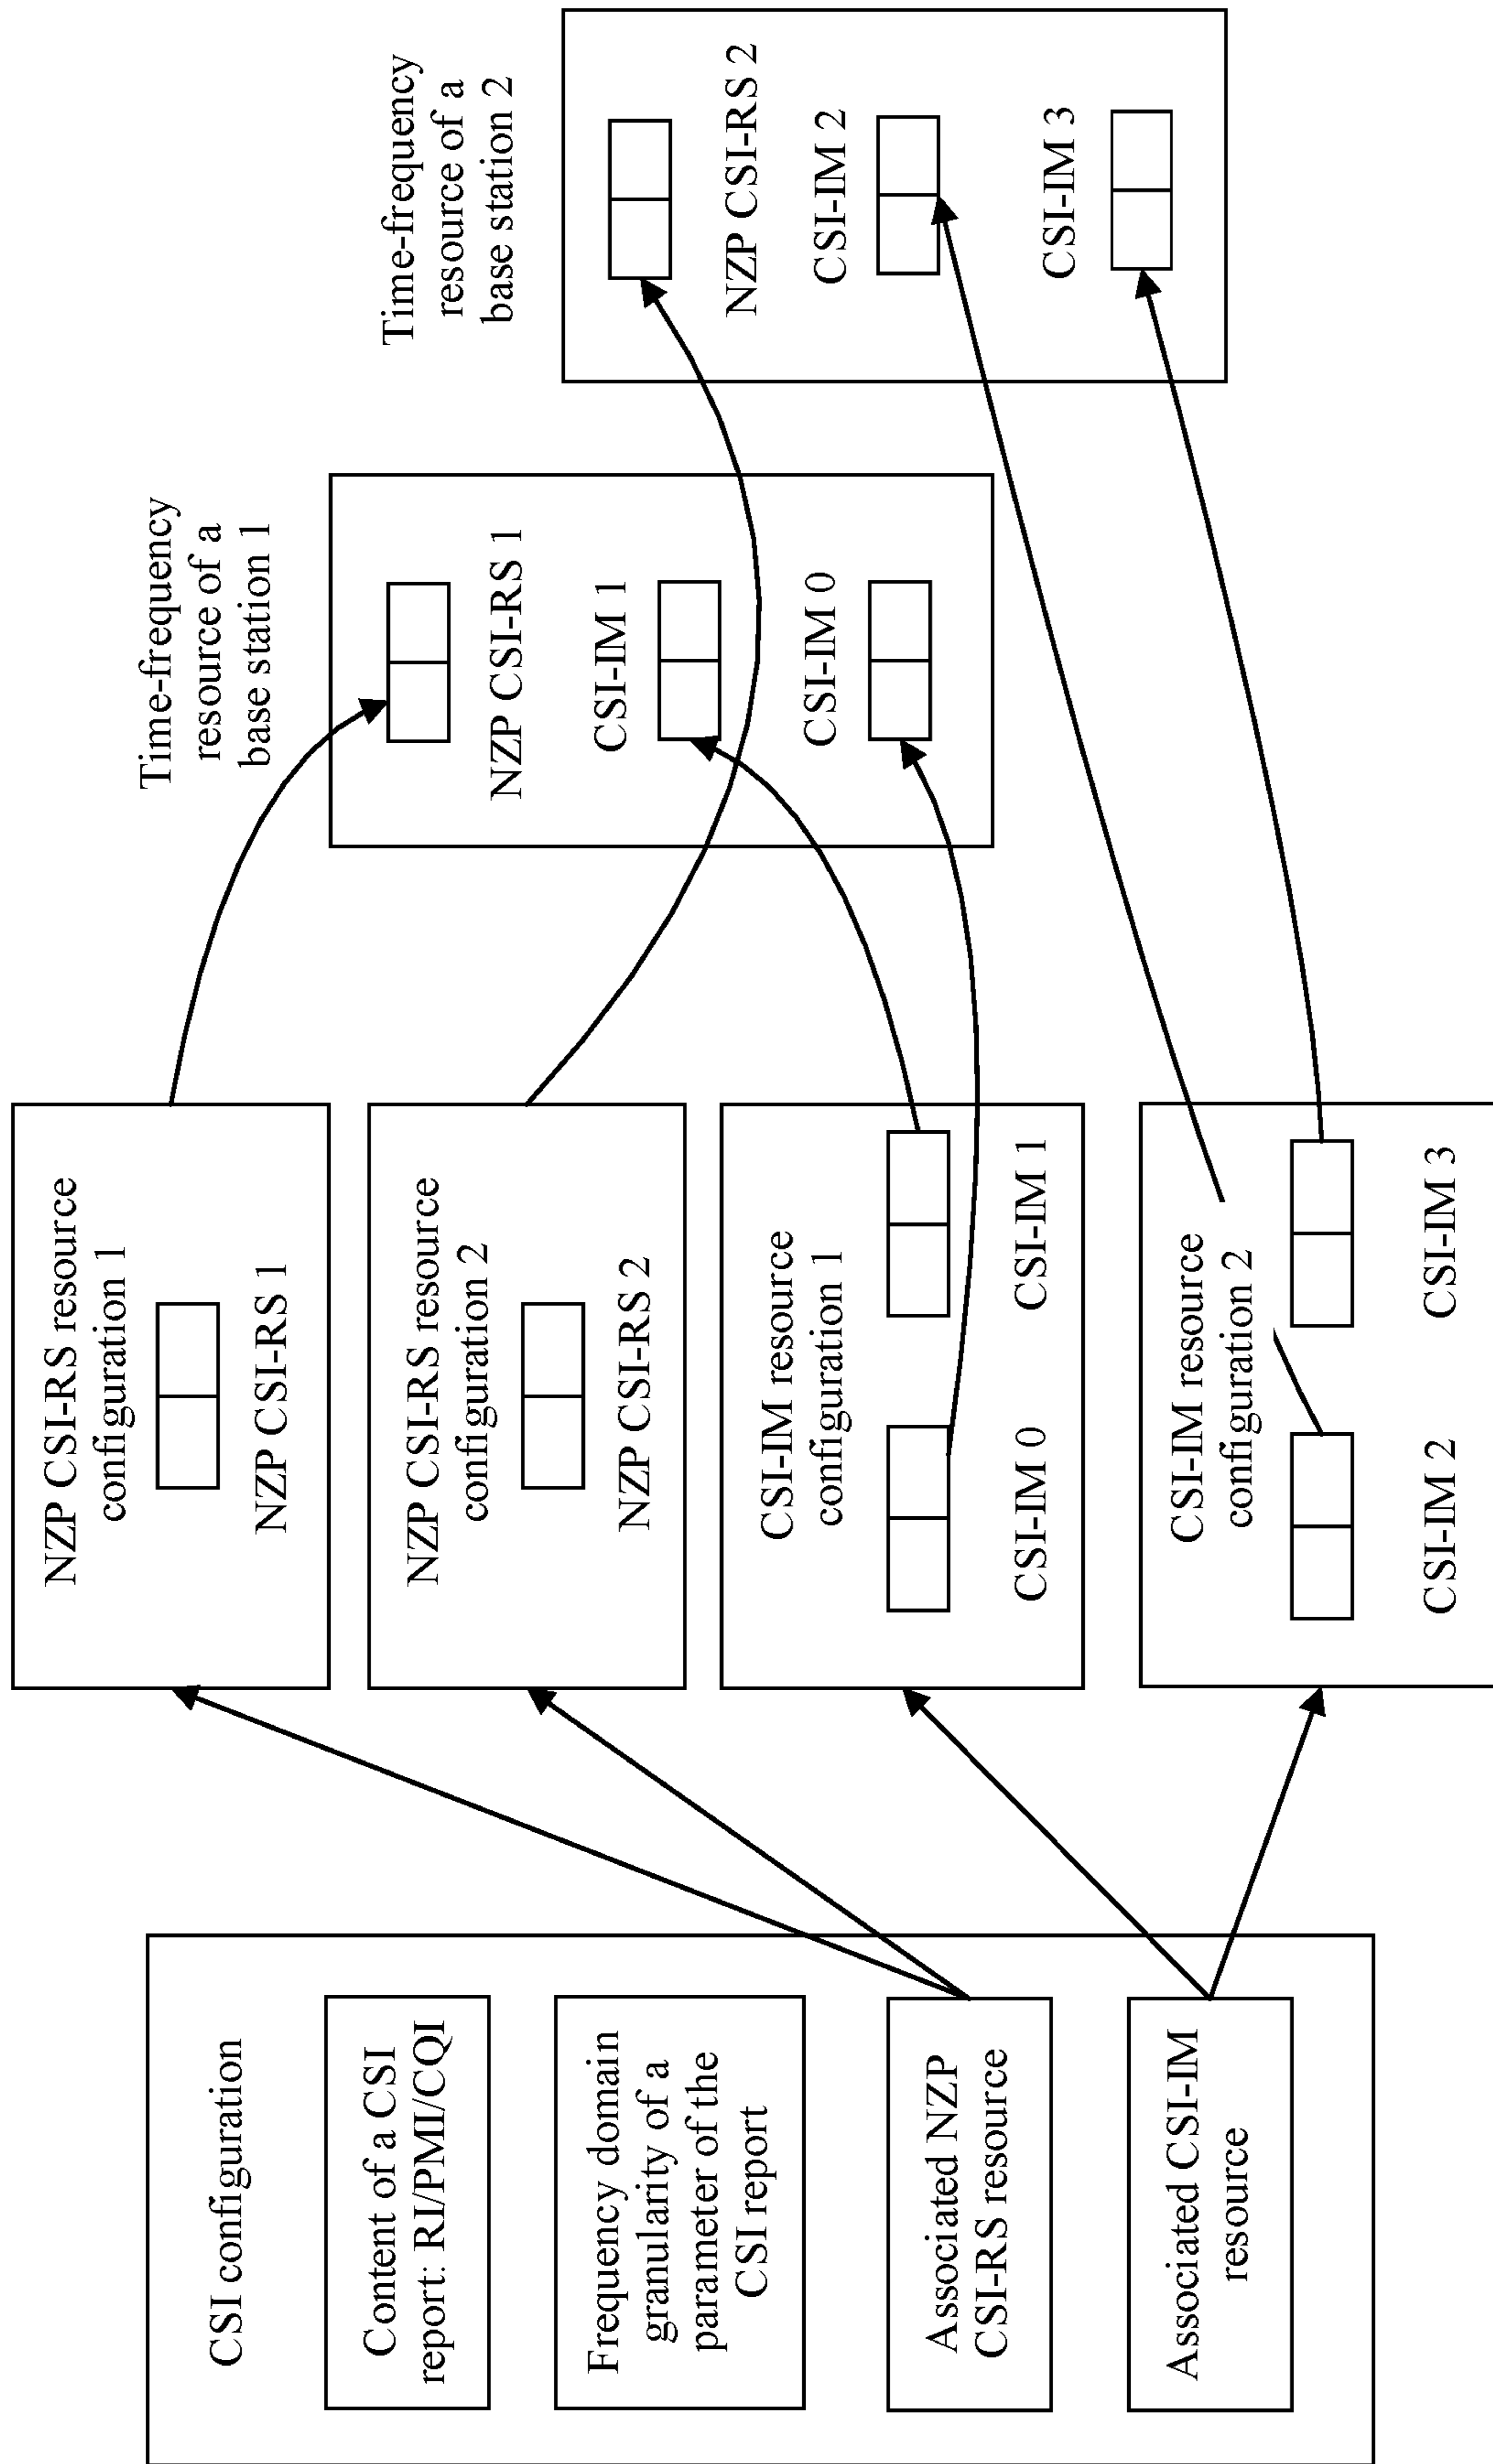 CSI configuration
Content of a CSI
report: RI/PMI/CQI
Frequency domain
granularity of a
parameter of the
CSI report
Associated NZP
CSI-RS resource
Associated CSI-IM
resource
NZP CSI-RS resource
configuration 1
NZP CSI-RS 1
NZP CSI-RS resource
configuration 2
NZP CSI-RS 2
CSI-IM resource
configuration 1
CSI-IM 0
CSI-IM 1
CSI-IM resource
configuration 2
CSI-IM 2
CSI-IM 3
Time-frequency
resource of a
base station 1
NZP CSI-RS 1
CSI-IM 1
CSI-IM 0
Time-frequency
resource of a
base station 2
NZP CSI-RS 2
CSI-IM 2
CSI-IM 3